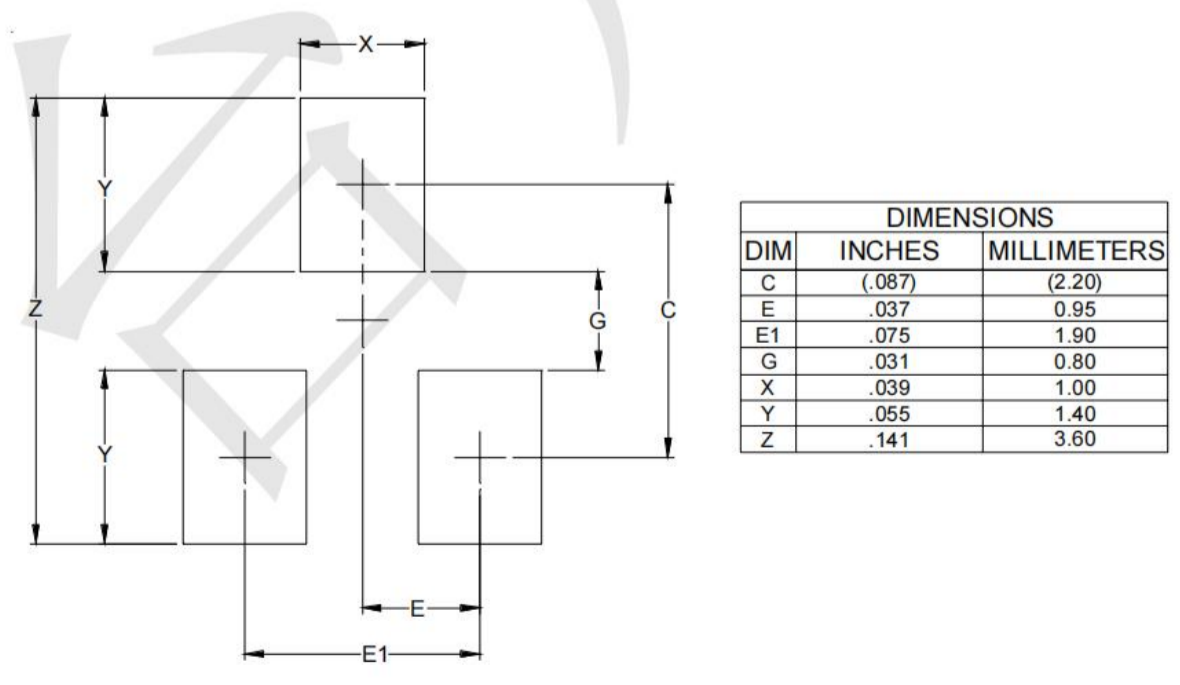 X
Y
Z
G
C
Y
E
E1
DIMENSIONS
DIM INCHES MILLIMETERS
C (.087) (2.20)
E .037 0.95
E1 .075 1.90
G .031 0.80
X .039 1.00
Y .055 1.40
Z .141 3.60